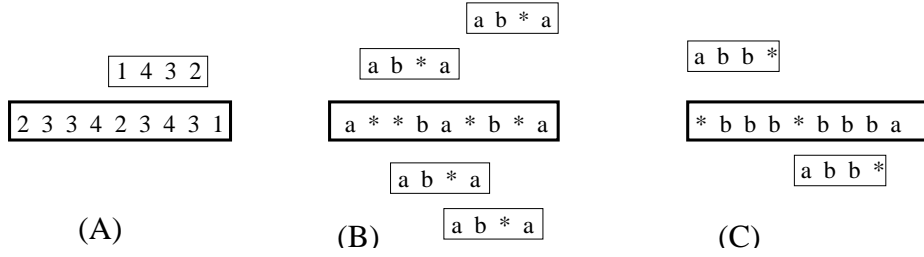 a b * a
a b * a
a b b *
1 4 3 2
2 3 3 4 2 3 4 3 1
a * * b a * b * a
* b b b * b b b a
a b b *
a b * a
a b * a
(A)
(B)
(C)